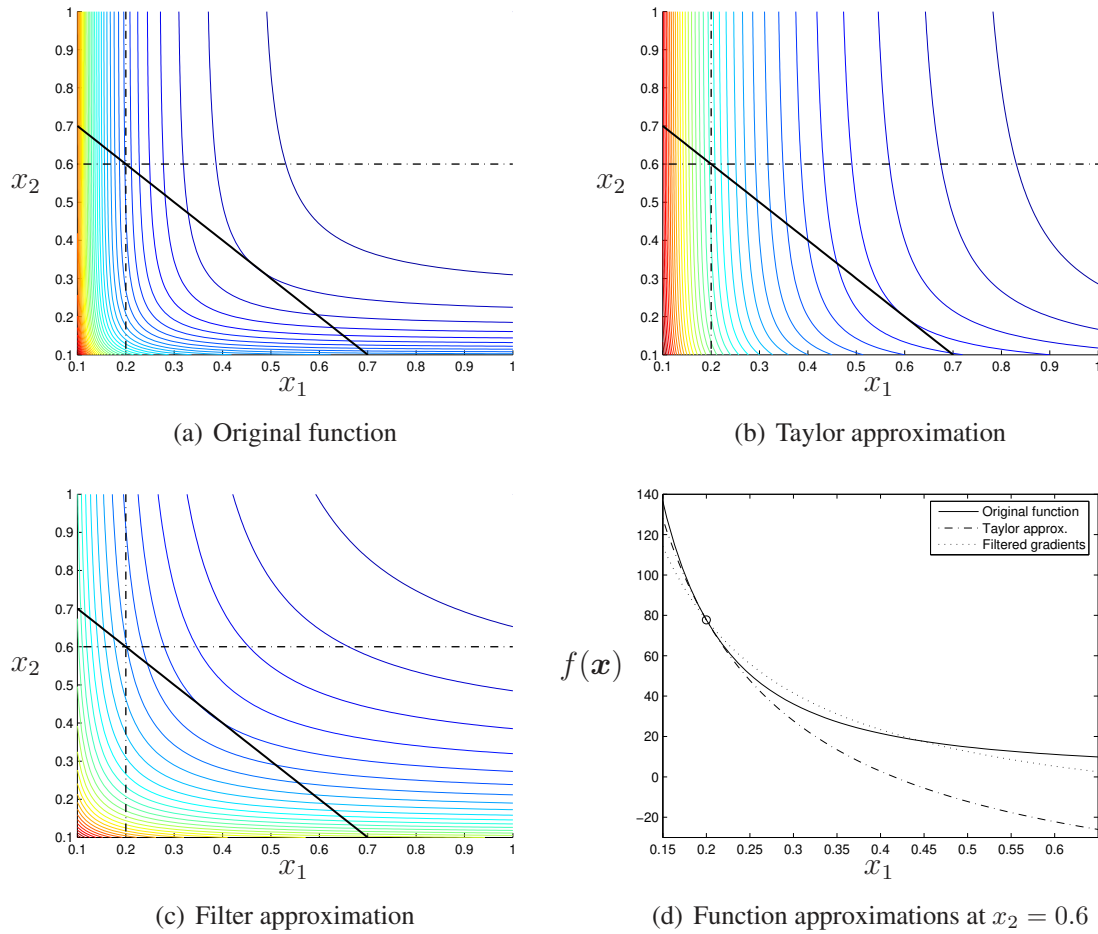 1
0.9
0.8
0.7
0.6
0.5
0.4
0.3
0.2
0.1
x₂
0.1 0.2 0.3 0.4 0.5 0.6 0.7 0.8 0.9 1
x₁
(a) Original function
1
0.9
0.8
0.7
0.6
0.5
0.4
0.3
0.2
0.1
x₂
0.1 0.2 0.3 0.4 0.5 0.6 0.7 0.8 0.9 1
x₁
(b) Taylor approximation
1
0.9
0.8
0.7
0.6
0.5
0.4
0.3
0.2
0.1
x₂
0.1 0.2 0.3 0.4 0.5 0.6 0.7 0.8 0.9 1
x₁
(c) Filter approximation
140
120
100
80
60
40
20
0
−20
f(x)
Original function
Taylor approx.
Filtered gradients
0.15 0.2 0.25 0.3 0.35 0.4 0.45 0.5 0.55 0.6
x₁
(d) Function approximations at x₂ = 0.6